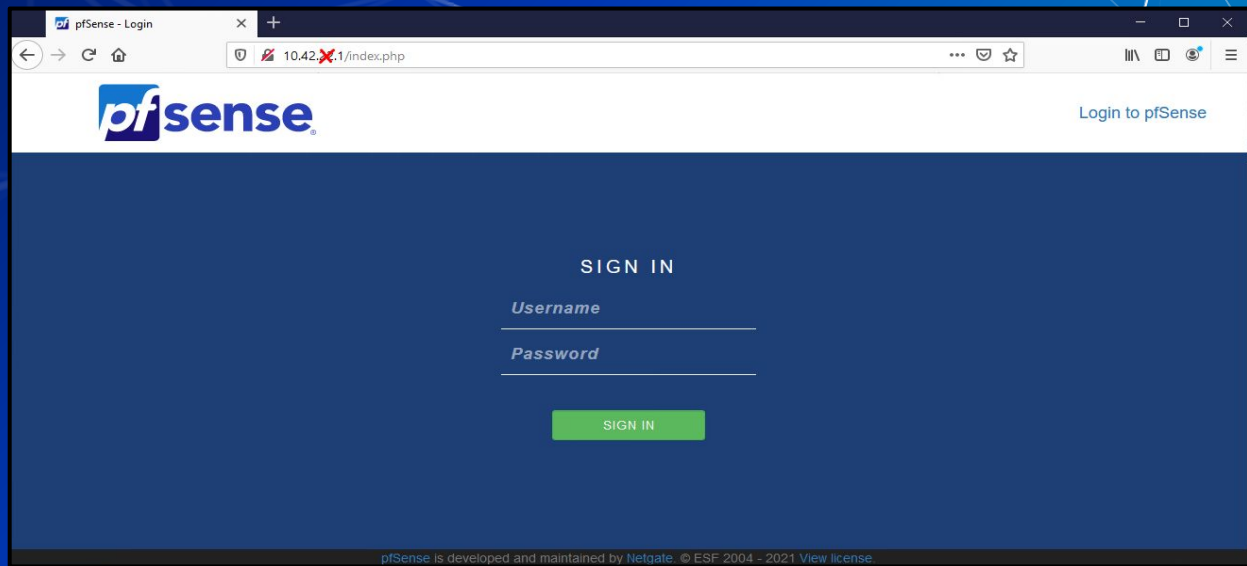 pfSense - Login
10.42.
.1/index.php
pfsense®
Login to pfSense
SIGN IN
Username
Password
SIGN IN
pfSense is developed and maintained by Netgate. © ESF 2004 - 2021 View license.